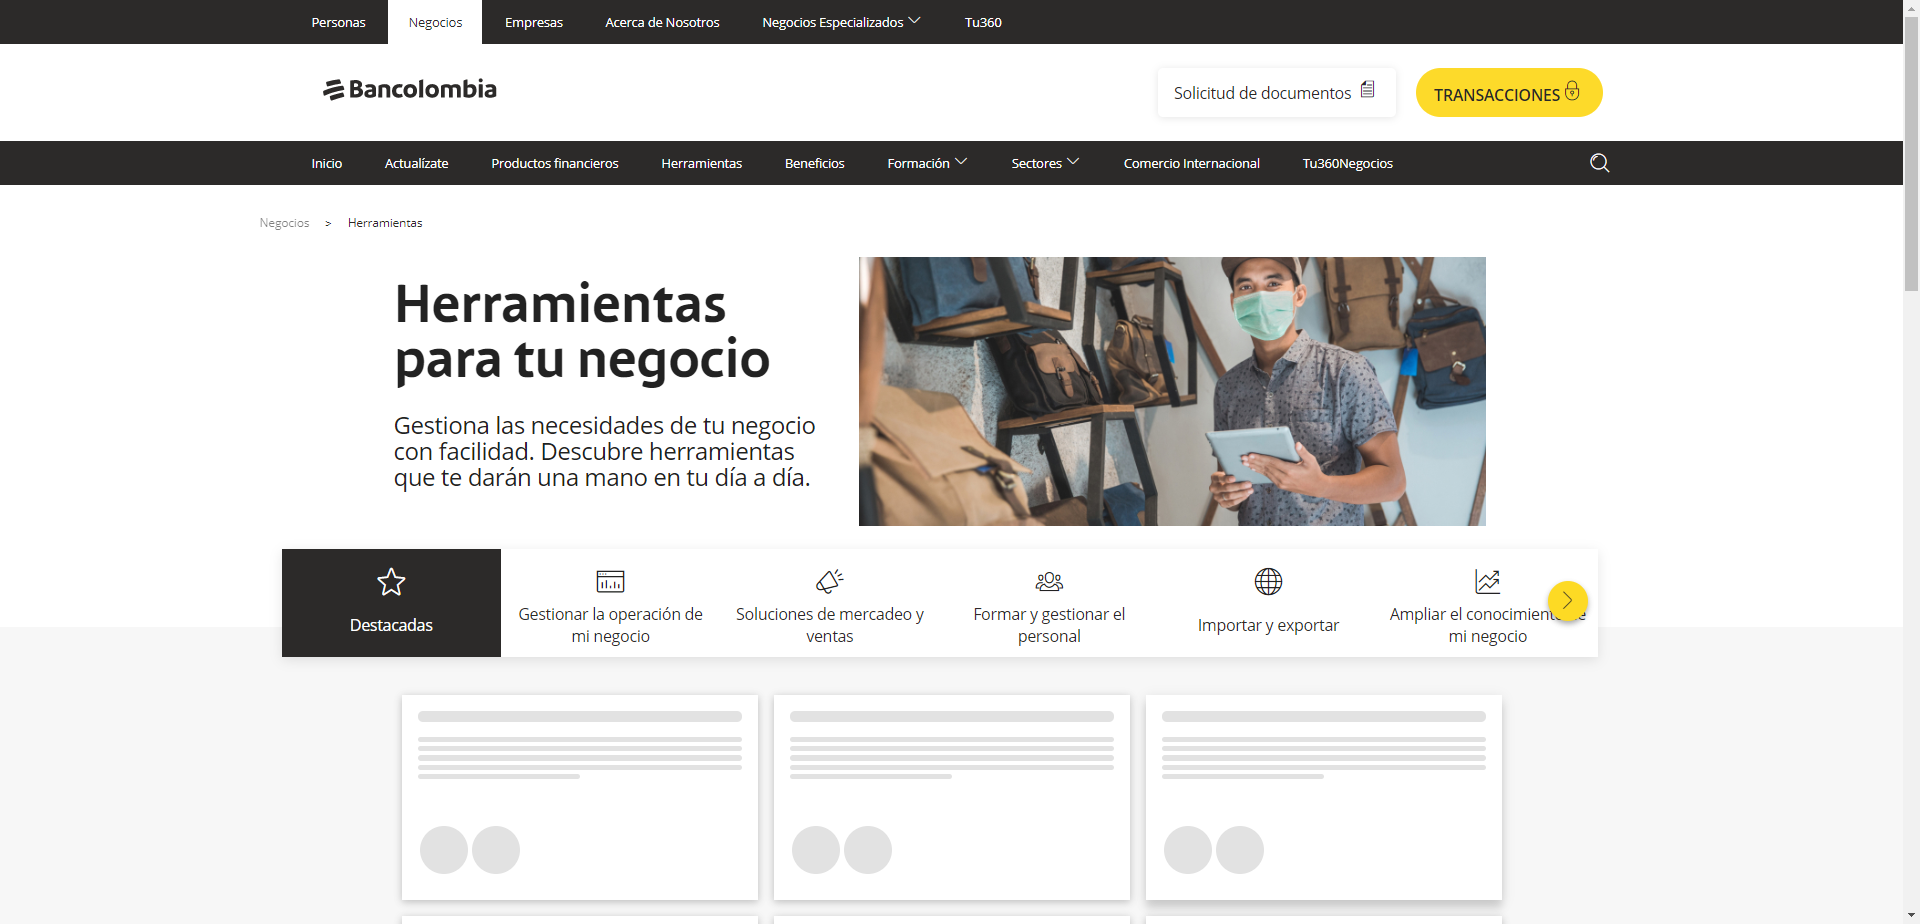 Personas Negocios Empresas Acerca de Nosotros Negocios Especializados Tu360
Bancolombia
Solicitud de documentos
TRANSACCIONES
Inicio Actualízate Productos financieros Herramientas Beneficios Formación Sectores Comercio Internacional Tu360Negocios
Negocios > Herramientas
Herramientas
para tu negocio
Gestiona las necesidades de tu negocio
con facilidad. Descubre herramientas
que te darán una mano en tu día a día.
Destacadas
Gestionar la operación de
mi negocio
Soluciones de mercadeo y
ventas
Formar y gestionar el
personal
Importar y exportar
Ampliar el conocimiento de
mi negocio